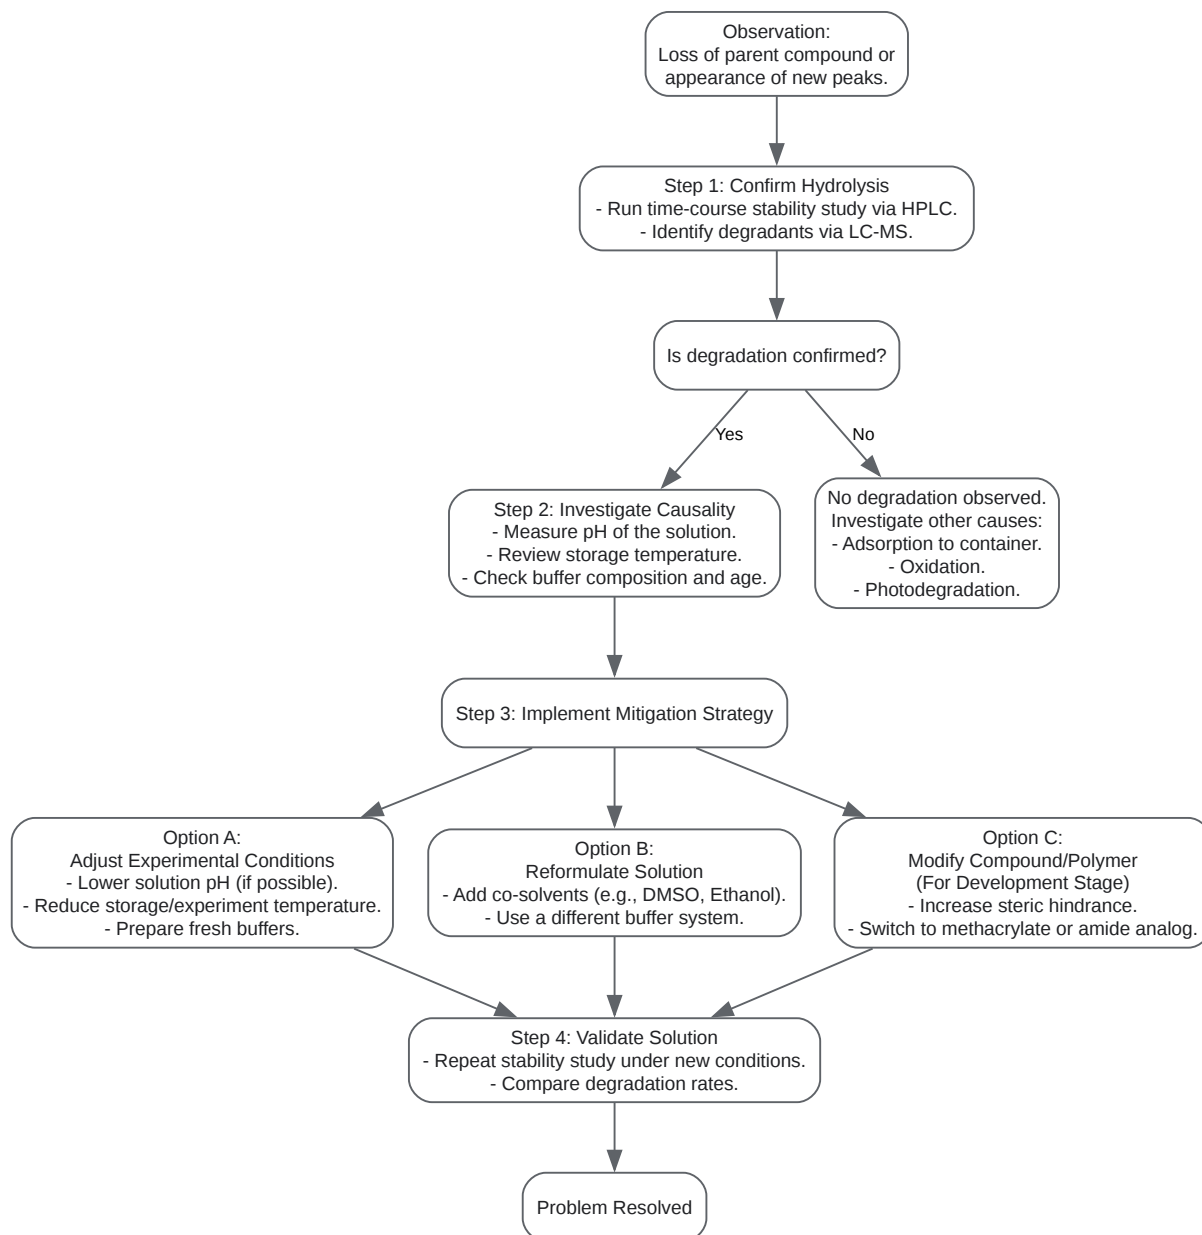 Observation:
Loss of parent compound or
appearance of new peaks.
Step 1: Confirm Hydrolysis
- Run time-course stability study via HPLC.
- Identify degradants via LC-MS.
Is degradation confirmed?
Yes
No
Step 2: Investigate Causality
- Measure pH of the solution.
- Review storage temperature.
- Check buffer composition and age.
No degradation observed.
Investigate other causes:
- Adsorption to container.
- Oxidation.
- Photodegradation.
Step 3: Implement Mitigation Strategy
Option A:
Adjust Experimental Conditions
- Lower solution pH (if possible).
- Reduce storage/experiment temperature.
- Prepare fresh buffers.
Option B:
Reformulate Solution
- Add co-solvents (e.g., DMSO, Ethanol).
- Use a different buffer system.
Option C:
Modify Compound/Polymer
(For Development Stage)
- Increase steric hindrance.
- Switch to methacrylate or amide analog.
Step 4: Validate Solution
- Repeat stability study under new conditions.
- Compare degradation rates.
Problem Resolved